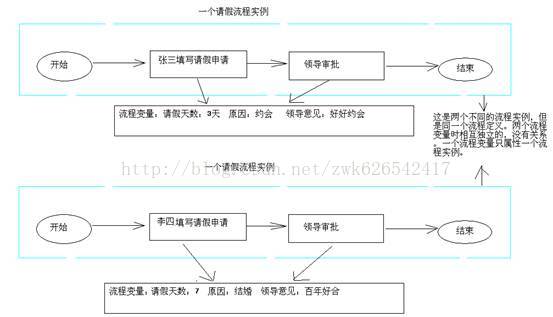 一个请假流程实例
开始
张三填写请假申请
领导审批
结束
流程变量:请假天数,3天 原因,约会 领导意见,好好约会
这是两个不同的流程实例,但
是同一个流程定义。两个流程
变量时相互独立的,没有关系
。一个流程变量只属性一个流
程实例。
http://blog.csdn.net/zwk626542417
一个请假流程实例
开始
李四填写请假申请
领导审批
结束
流程变量:请假天数,7 原因,结婚 领导意见,百年好合